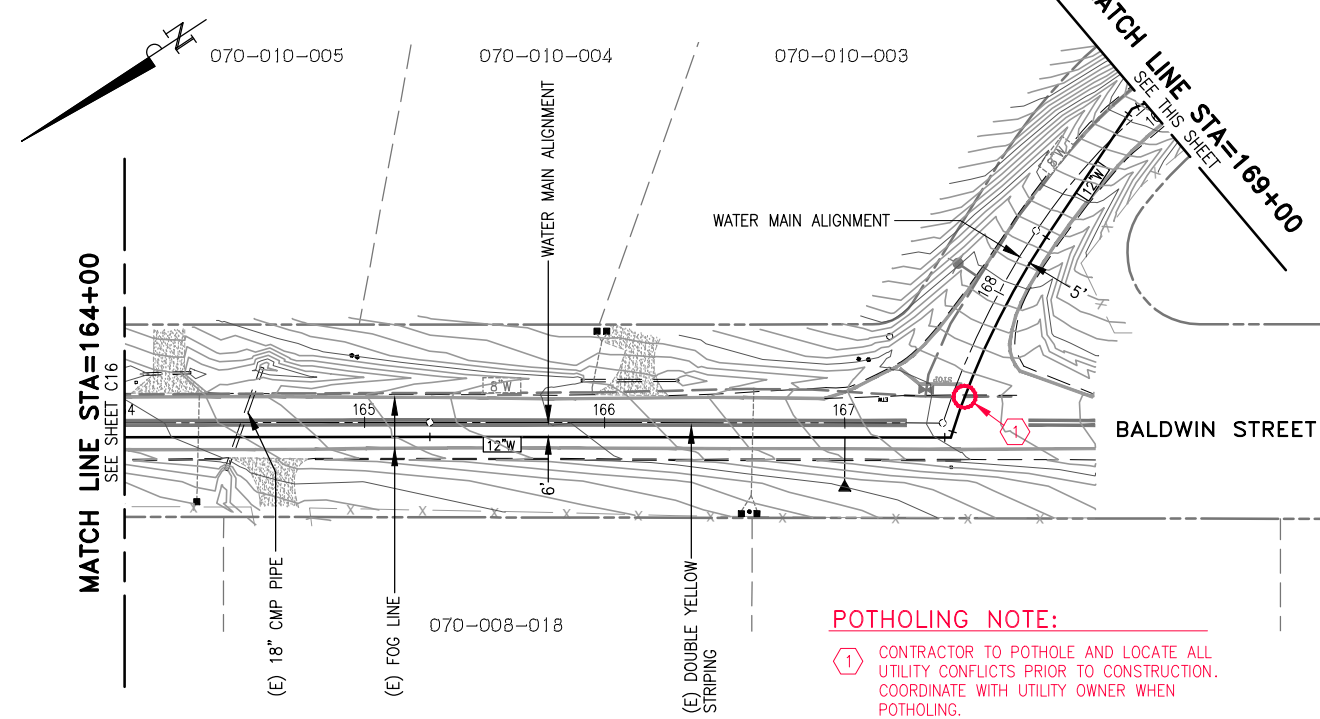 N
070-010-005
070-010-004
070-010-003
MATCH LINE STA=169+00
SEE THIS SHEET
WATER MAIN ALIGNMENT
WATER MAIN ALIGNMENT
8"W
12"W
168
5'
MATCH LINE STA=164+00
SEE SHEET C16
4
165
166
167
8"W
12"W
6'
1
BALDWIN STREET
(E) 18" CMP PIPE
(E) FOG LINE
070-008-018
(E) DOUBLE YELLOW
STRIPING
POTHOLING NOTE:
1
CONTRACTOR TO POTHOLE AND LOCATE ALL
UTILITY CONFLICTS PRIOR TO CONSTRUCTION.
COORDINATE WITH UTILITY OWNER WHEN
POTHOLING.